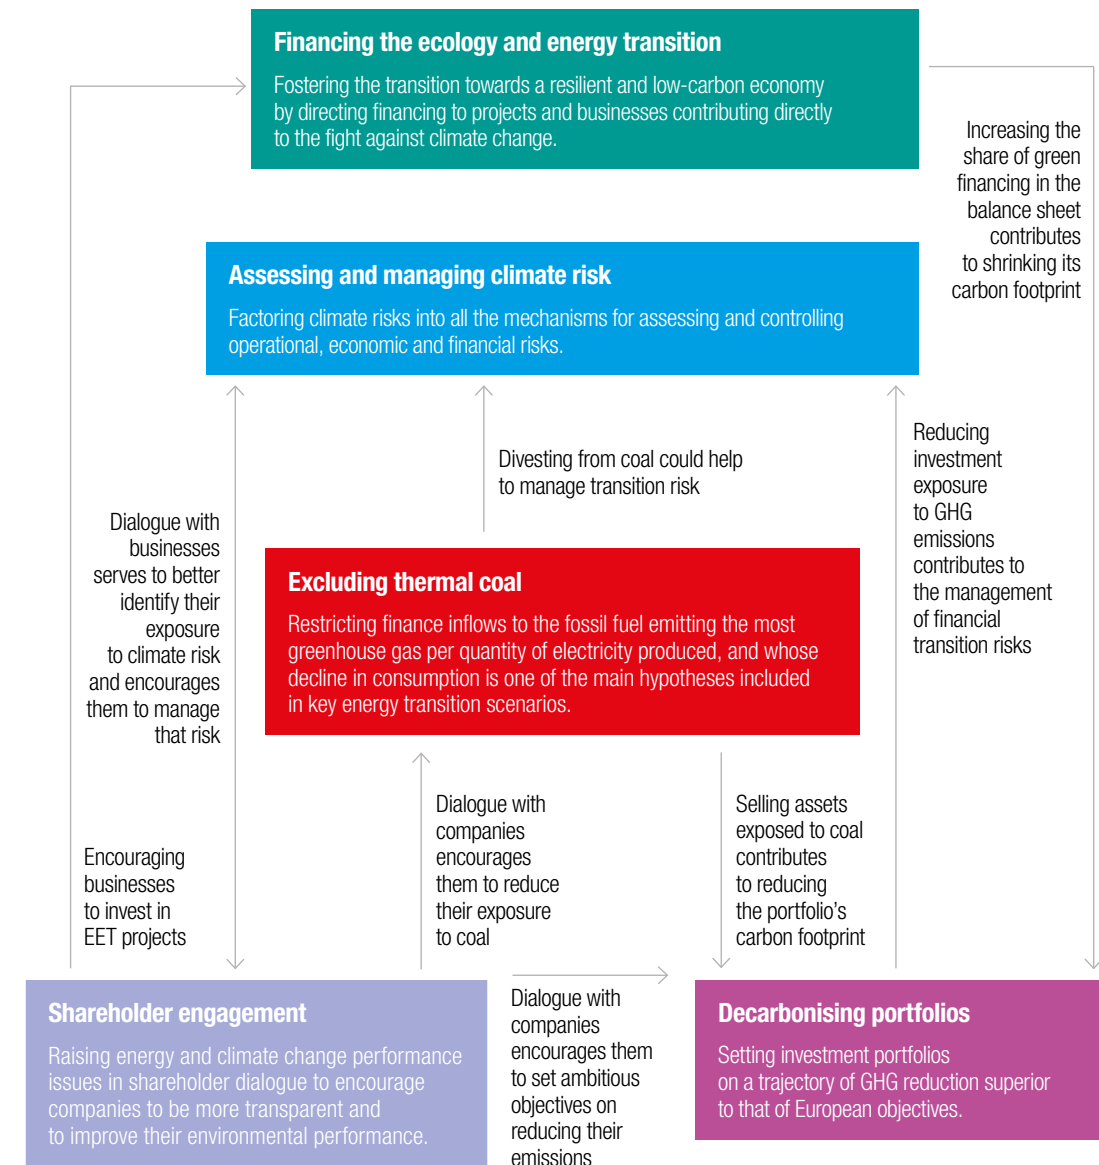 Financing the ecology and energy transition
Fostering the transition towards a resilient and low-carbon economy
by directing financing to projects and businesses contributing directly
to the fight against climate change.
Increasing the
share of green
financing in the
balance sheet
contributes
to shrinking its
carbon footprint
Assessing and managing climate risk
Factoring climate risks into all the mechanisms for assessing and controlling
operational, economic and financial risks.
Divesting from coal could help
to manage transition risk
Reducing
investment
exposure
to GHG
emissions
contributes to
the management
of financial
transition risks
Dialogue with
businesses
serves to better
identify their
exposure
to climate risk
and encourages
them to manage
that risk
Excluding thermal coal
Restricting finance inflows to the fossil fuel emitting the most
greenhouse gas per quantity of electricity produced, and whose
decline in consumption is one of the main hypotheses included
in key energy transition scenarios.
Encouraging
businesses
to invest in
EET projects
Dialogue with
companies
encourages
them to reduce
their exposure
to coal
Selling assets
exposed to coal
contributes
to reducing
the portfolio's
carbon footprint
Shareholder engagement
Raising energy and climate change performance
issues in shareholder dialogue to encourage
companies to be more transparent and
to improve their environmental performance.
Dialogue with
companies
encourages them
to set ambitious
objectives on
reducing their
emissions
Decarbonising portfolios
Setting investment portfolios
on a trajectory of GHG reduction superior
to that of European objectives.